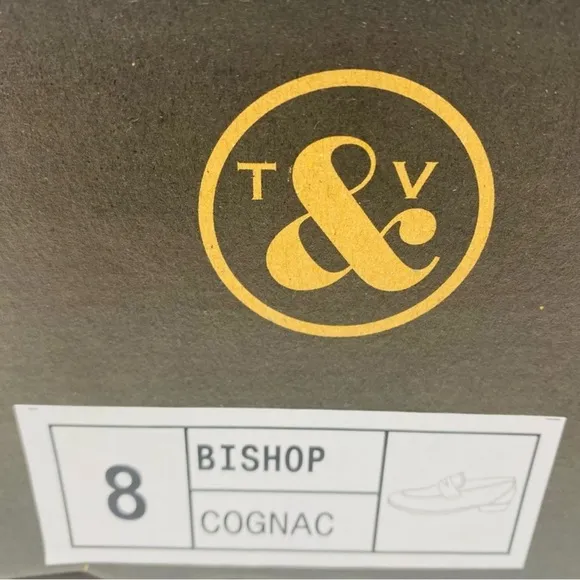 T & V
8
BISHOP
COGNAC